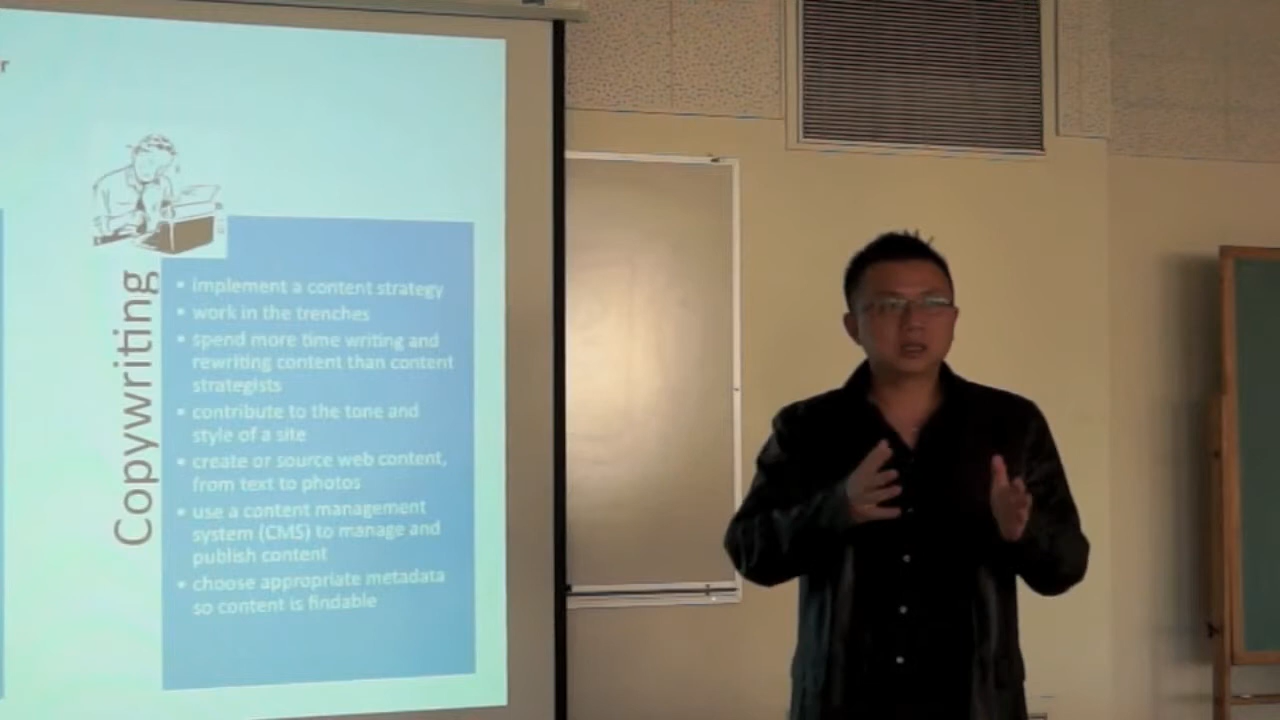 r
Copywriting
• implement a content strategy
• work in the trenches
• spend more time writing and
rewriting content than content
strategists
• contribute to the tone and
style of a site
• create or source web content,
from text to photos
• use a content management
system (CMS) to manage and
publish content
• choose appropriate metadata
so content is findable